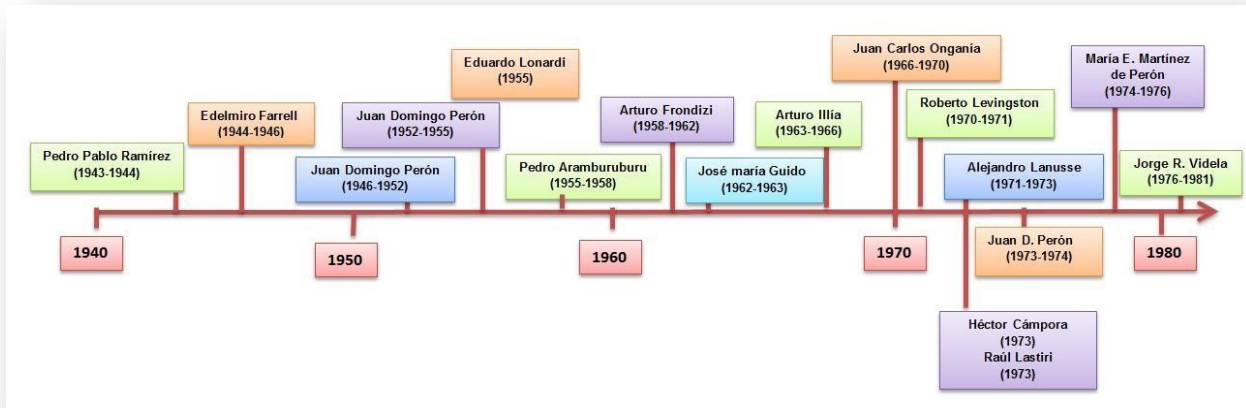 Pedro Pablo Ramírez
(1943-1944)
Edelmiro Farrell
(1944-1946)
Juan Domingo Perón
(1946-1952)
Juan Domingo Perón
(1952-1955)
Eduardo Lonardi
(1955)
Pedro Aramburuburu
(1955-1958)
Arturo Frondizi
(1958-1962)
José maría Guido
(1962-1963)
Arturo Illía
(1963-1966)
Juan Carlos Onganía
(1966-1970)
Roberto Levingston
(1970-1971)
Alejandro Lanusse
(1971-1973)
María E. Martínez
de Perón
(1974-1976)
Jorge R. Videla
(1976-1981)
1940
1950
1960
1970
1980
Juan D. Perón
(1973-1974)
Héctor Cámpora
(1973)
Raúl Lastiri
(1973)